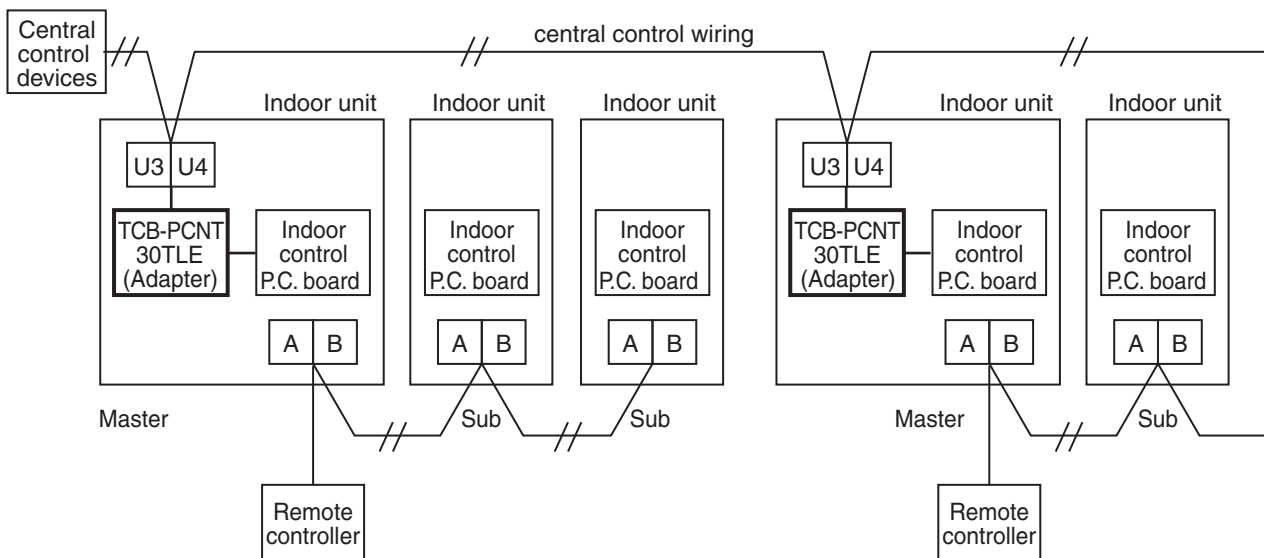 Central
control
devices
central control wiring
Indoor unit
Indoor unit
Indoor unit
Indoor unit
Indoor unit
U3 U4
U3 U4
TCB-PCNT
30TLE
(Adapter)
Indoor
control
P.C. board
Indoor
control
P.C. board
Indoor
control
P.C. board
TCB-PCNT
30TLE
(Adapter)
Indoor
control
P.C. board
Indoor
control
P.C. board
A B
A B
A B
A B
A B
Master
Sub
Sub
Master
Sub
Remote
controller
Remote
controller